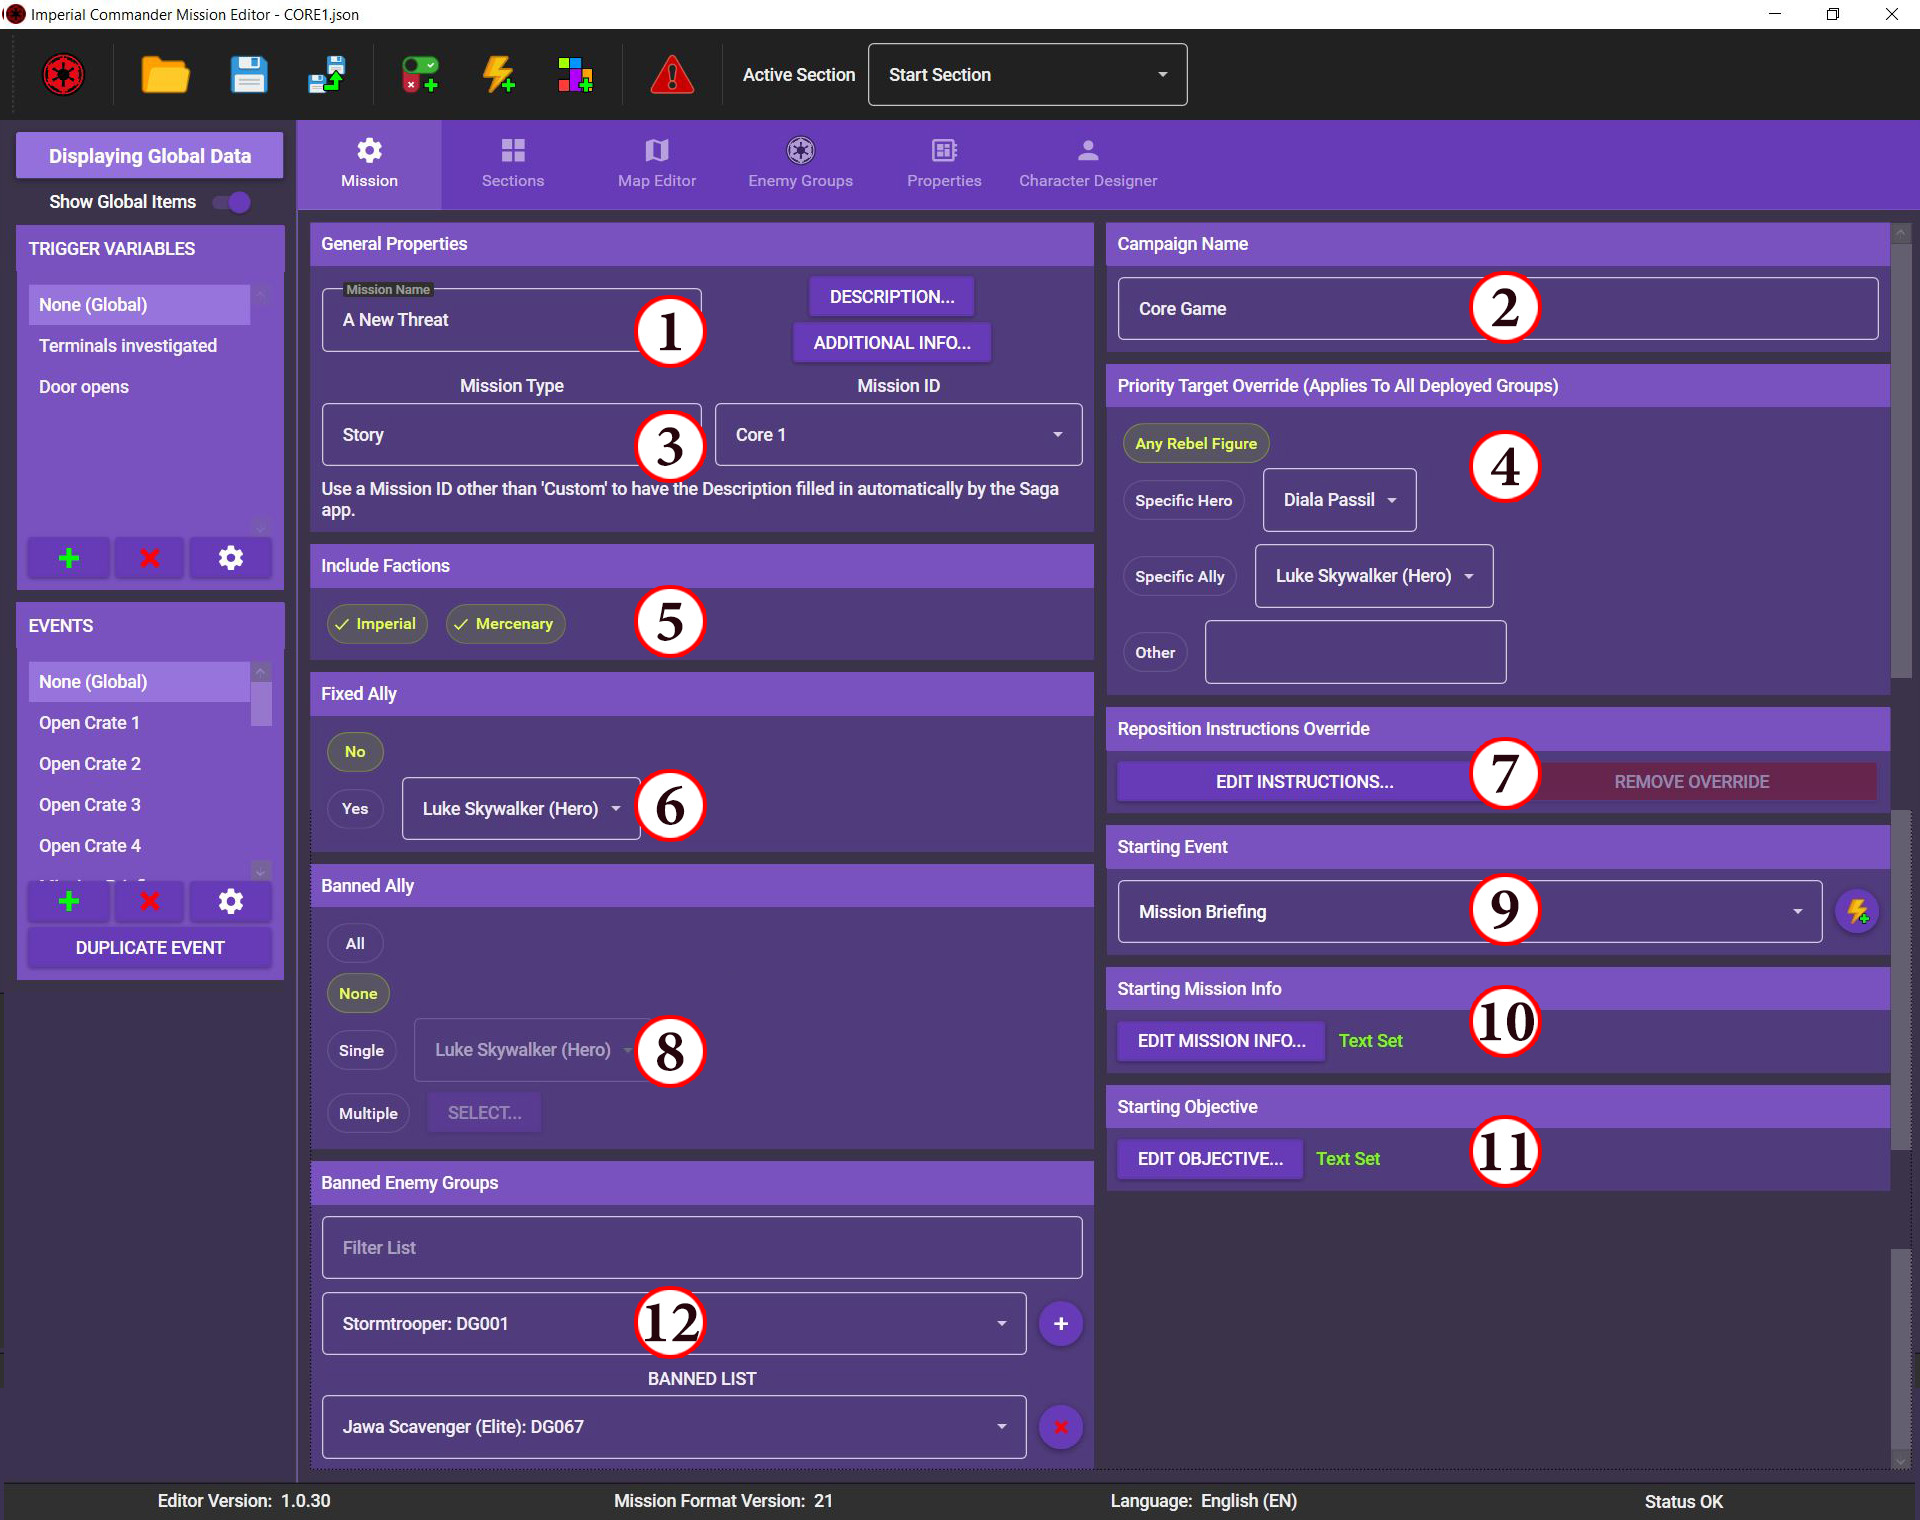 Imperial Commander Mission Editor - CORE1.json
Active Section
Start Section
Displaying Global Data
Show Global Items
TRIGGER VARIABLES
None (Global)
Terminals investigated
Door opens
EVENTS
None (Global)
Open Crate 1
Open Crate 2
Open Crate 3
Open Crate 4
DUPLICATE EVENT
Mission
Sections
Map Editor
Enemy Groups
Properties
Character Designer
General Properties
Mission Name
A New Threat
1
DESCRIPTION...
ADDITIONAL INFO...
Mission Type
Mission ID
Story
3
Core 1
Use a Mission ID other than 'Custom' to have the Description filled in automatically by the Saga
app.
Include Factions
Imperial
Mercenary
5
Fixed Ally
No
Yes
Luke Skywalker (Hero)
6
Banned Ally
All
None
Single
Luke Skywalker (Hero)
8
Multiple
SELECT...
Banned Enemy Groups
Filter List
Stormtrooper: DG001
12
BANNED LIST
Jawa Scavenger (Elite): DG067
Campaign Name
Core Game
2
Priority Target Override (Applies To All Deployed Groups)
Any Rebel Figure
4
Specific Hero
Diala Passil
Specific Ally
Luke Skywalker (Hero)
Other
Reposition Instructions Override
EDIT INSTRUCTIONS...
7
REMOVE OVERRIDE
Starting Event
Mission Briefing
9
Starting Mission Info
EDIT MISSION INFO...
Text Set
10
Starting Objective
EDIT OBJECTIVE...
Text Set
11
Editor Version: 1.0.30
Mission Format Version: 21
Language: English (EN)
Status OK